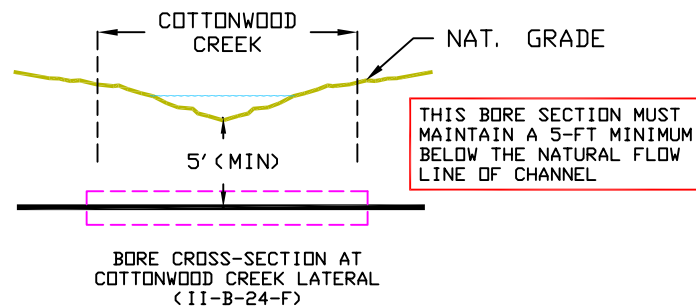 COTTONWOOD
CREEK
NAT. GRADE
THIS BORE SECTION MUST
MAINTAIN A 5-FT MINIMUM
BELOW THE NATURAL FLOW
LINE OF CHANNEL
5'(MIN)
BORE CROSS-SECTION AT
COTTONWOOD CREEK LATERAL
(II-B-24-F)